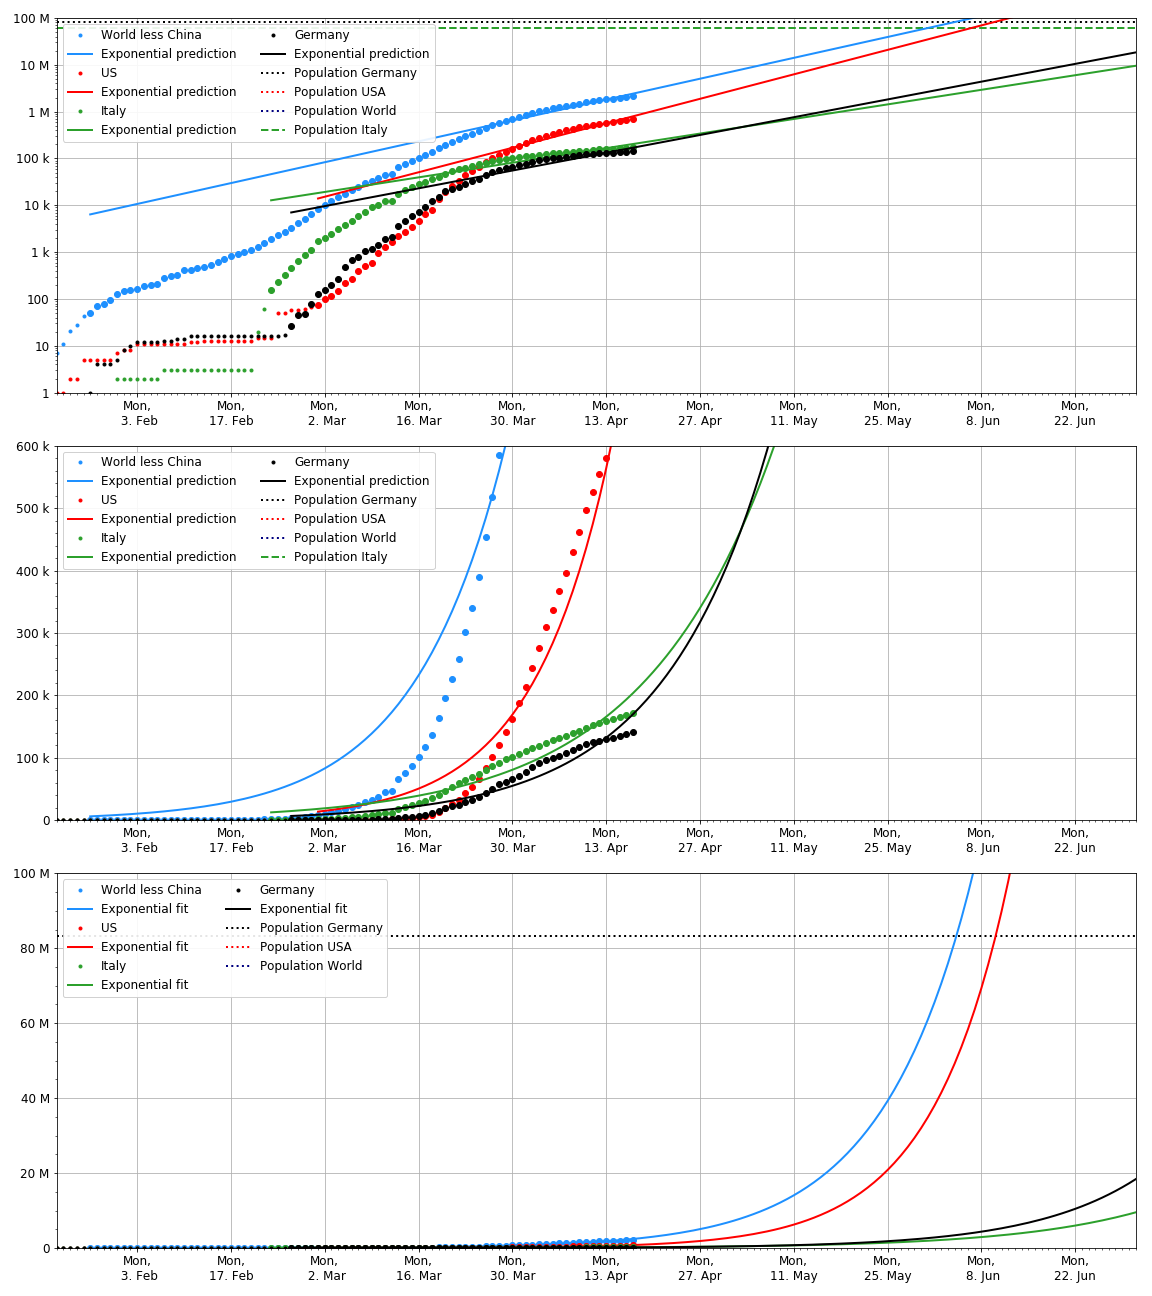 100 M
10 M
1 M
100 k
10 k
1 k
100
10
1
World less China
Exponential prediction
US
Exponential prediction
Italy
Exponential prediction
Germany
Exponential prediction
Population Germany
Population USA
Population World
Population Italy
Mon, 
3. Feb
Mon, 
17. Feb
Mon, 
2. Mar
Mon, 
16. Mar
Mon, 
30. Mar
Mon, 
13. Apr
Mon, 
27. Apr
Mon, 
11. May
Mon, 
25. May
Mon, 
8. Jun
Mon, 
22. Jun
600 k
500 k
400 k
300 k
200 k
100 k
0
World less China
Exponential prediction
US
Exponential prediction
Italy
Exponential prediction
Germany
Exponential prediction
Population Germany
Population USA
Population World
Population Italy
Mon, 
3. Feb
Mon, 
17. Feb
Mon, 
2. Mar
Mon, 
16. Mar
Mon, 
30. Mar
Mon, 
13. Apr
Mon, 
27. Apr
Mon, 
11. May
Mon, 
25. May
Mon, 
8. Jun
Mon, 
22. Jun
100 M
80 M
60 M
40 M
20 M
0
World less China
Exponential fit
US
Exponential fit
Italy
Exponential fit
Germany
Exponential fit
Population Germany
Population USA
Population World
Mon, 
3. Feb
Mon, 
17. Feb
Mon, 
2. Mar
Mon, 
16. Mar
Mon, 
30. Mar
Mon, 
13. Apr
Mon, 
27. Apr
Mon, 
11. May
Mon, 
25. May
Mon, 
8. Jun
Mon, 
22. Jun